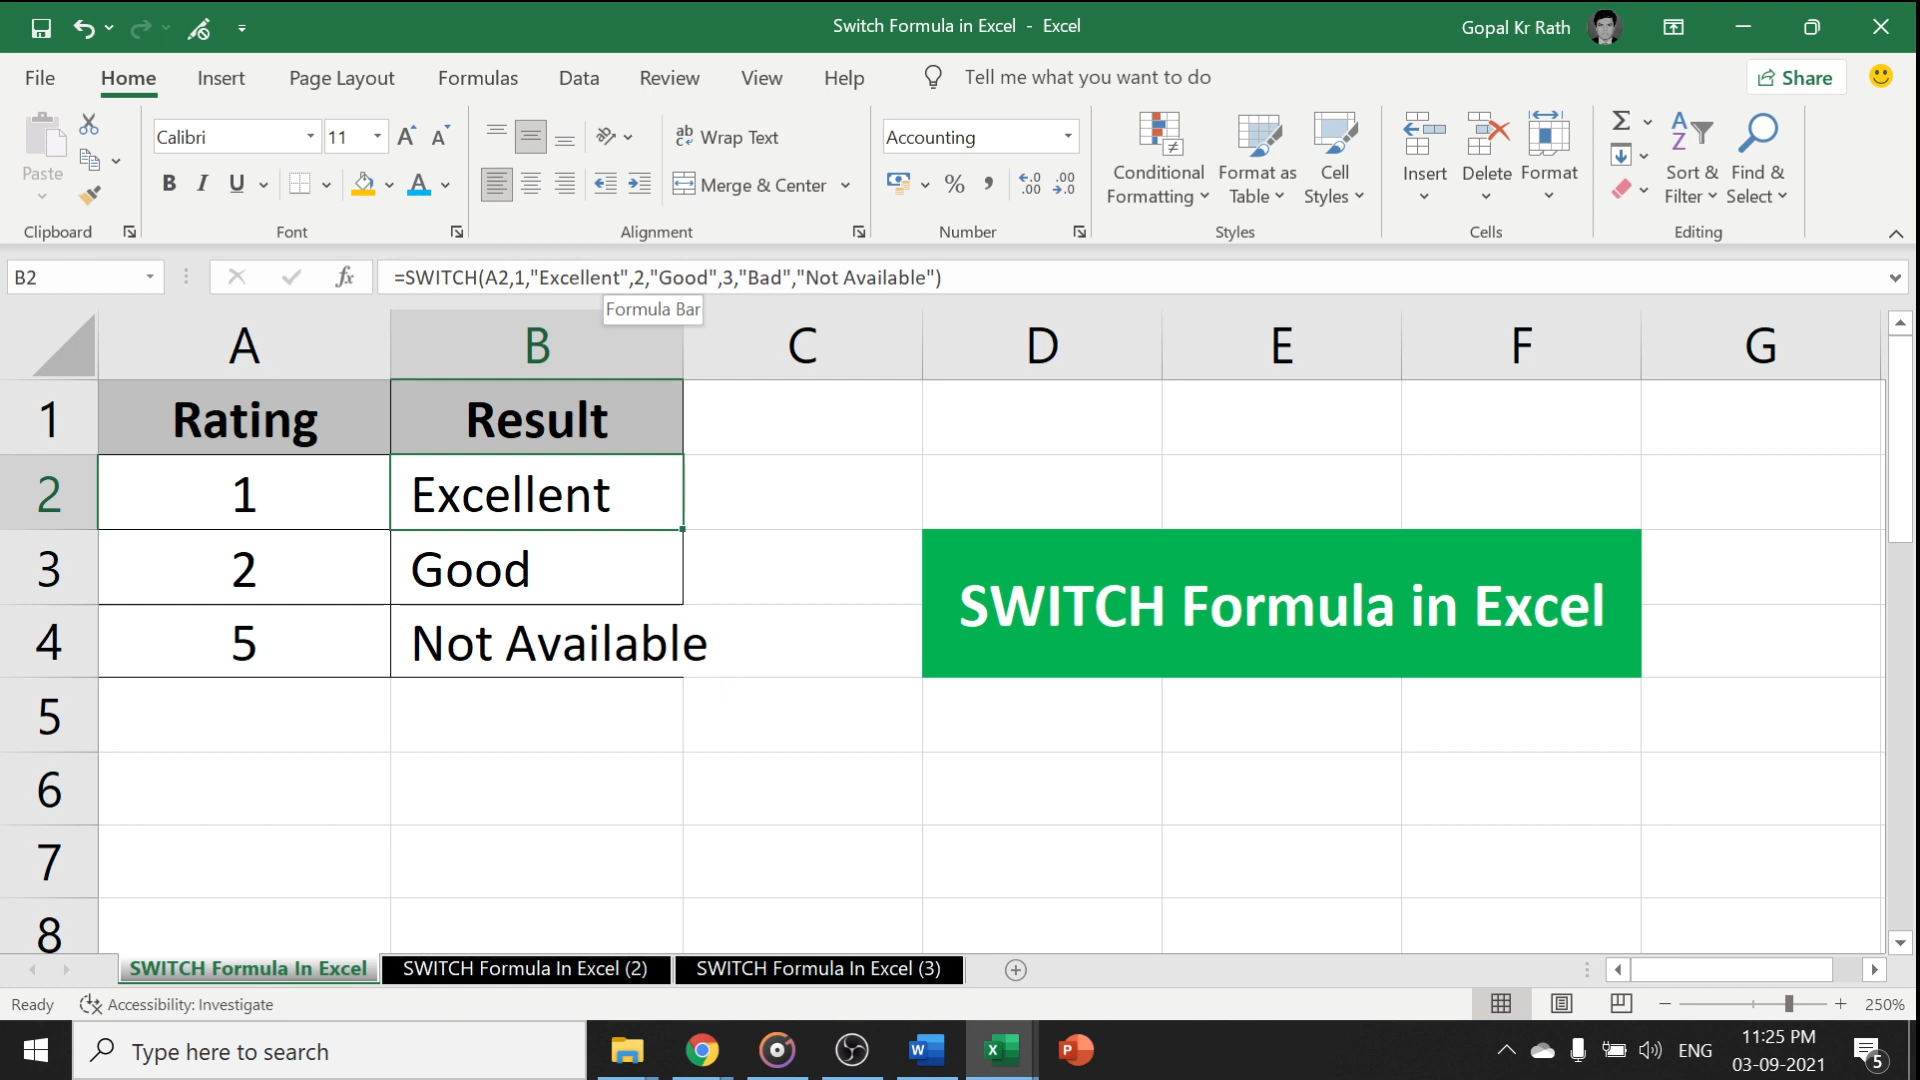 Switch Formula in Excel - Excel
Gopal Kr Rath
File Home Insert Page Layout Formulas Data Review View Help Tell me what you want to do Share
Calibri 11 A A ab Wrap Text Accounting
Paste B I U A Merge & Center % , .00 .00
Conditional Formatting Format as Table Cell Styles Insert Delete Format Sort & Filter Find & Select
Clipboard Font Alignment Number Styles Cells Editing
B2 fx =SWITCH(A2,1,"Excellent",2,"Good",3,"Bad","Not Available")
Formula Bar
A B C D E F G
1 Rating Result
2 1 Excellent
3 2 Good
4 5 Not Available
SWITCH Formula in Excel
5
6
7
8
SWITCH Formula In Excel SWITCH Formula In Excel (2) SWITCH Formula In Excel (3)
Ready Accessibility: Investigate 250%
Type here to search W X P ENG 11:25 PM
03-09-2021 5